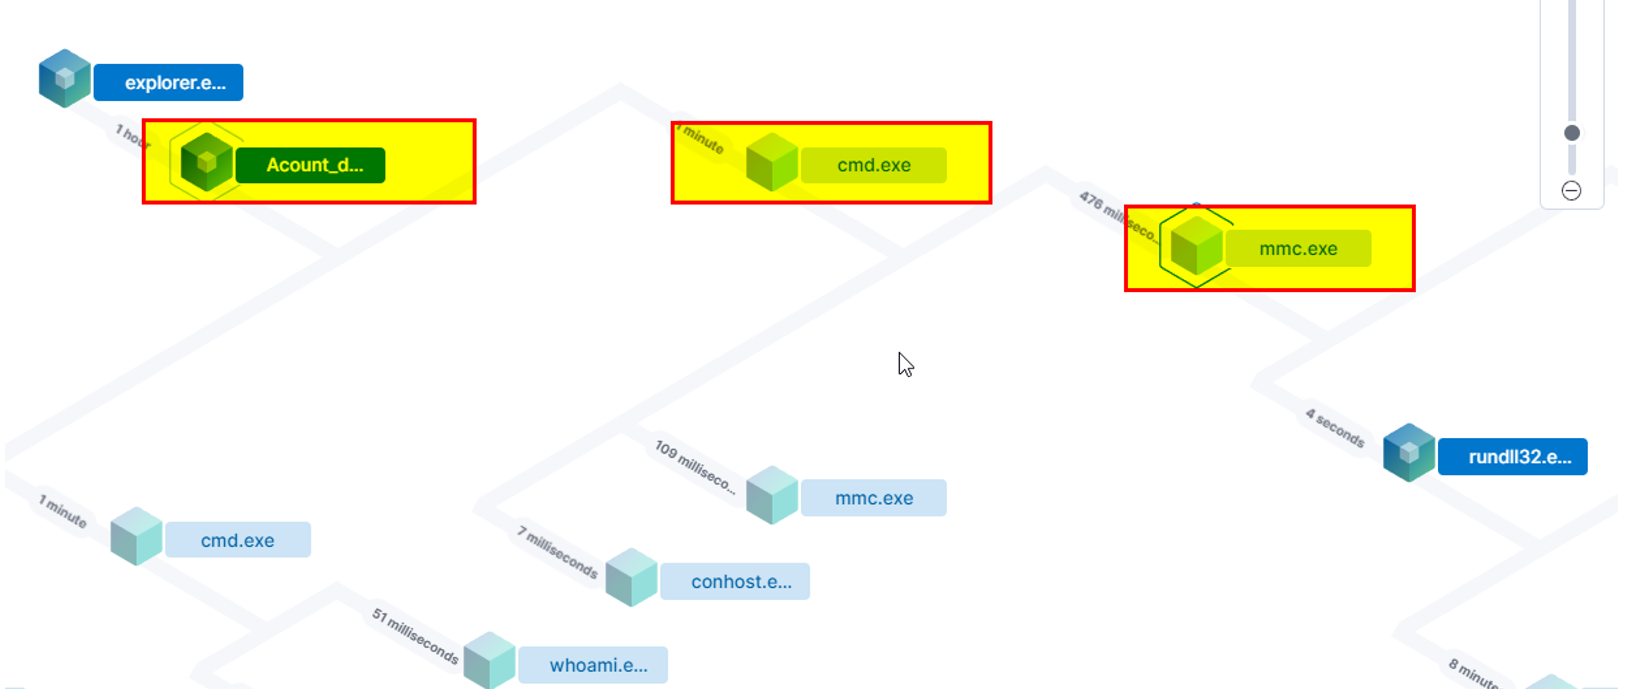 explorer.e...
1 hour
Acount_d...
1 minute
cmd.exe
476 milliseco...
mmc.exe
4 seconds
rundll32.e...
109 milliseco...
mmc.exe
7 milliseconds
conhost.e...
1 minute
cmd.exe
51 milliseconds
whoami.e...
8 minute